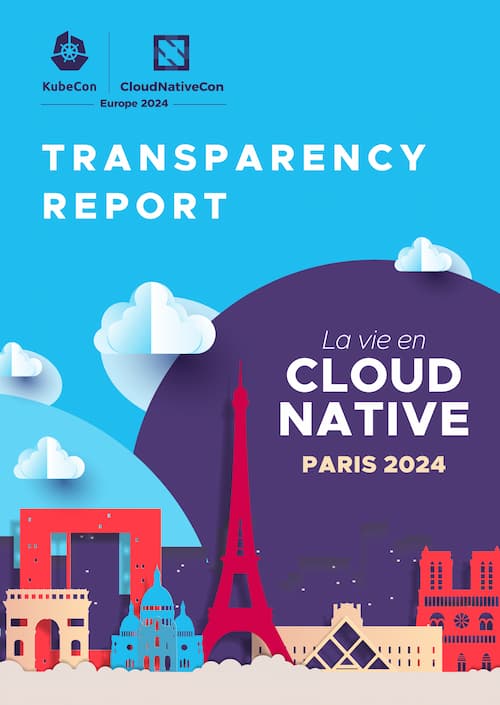 KubeCon
CloudNativeCon
Europe 2024
TRANSPARENCY
REPORT
La vie en
CLOUD
NATIVE
PARIS 2024